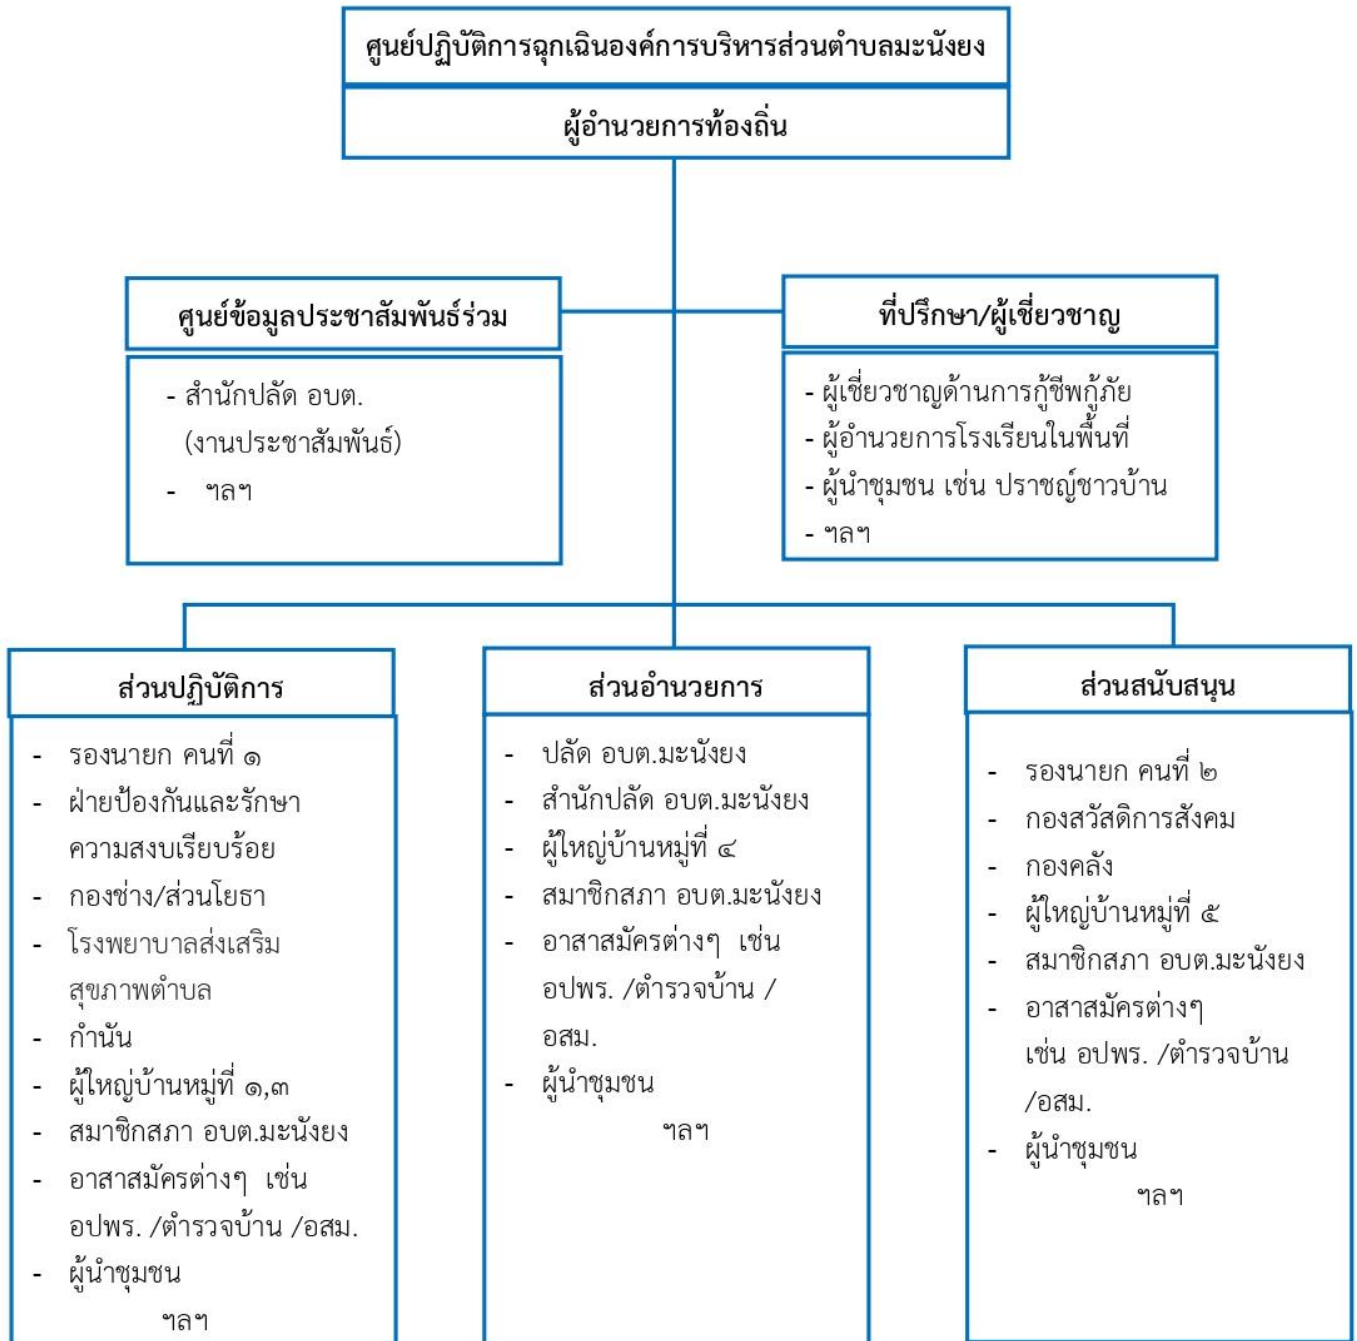 ศูนย์ปฏิบัติการฉุกเฉินองค์การบริหารส่วนตำบลมะนังยง
ผู้อำนวยการท้องถิ่น
ศูนย์ข้อมูลประชาสัมพันธ์ร่วม
- สำนักปลัด อบต.
(งานประชาสัมพันธ์)
- ฯลฯ
ที่ปรึกษา/ผู้เชี่ยวชาญ
- ผู้เชี่ยวชาญด้านการกู้ชีพกู้ภัย
- ผู้อำนวยการโรงเรียนในพื้นที่
- ผู้นำชุมชน เช่น ปราชญ์ชาวบ้าน
- ฯลฯ
ส่วนปฏิบัติการ
- รองนายก คนที่ ๑
- ฝ่ายป้องกันและรักษา
ความสงบเรียบร้อย
- กองช่าง/ส่วนโยธา
- โรงพยาบาลส่งเสริม
สุขภาพตำบล
- กำนัน
- ผู้ใหญ่บ้านหมู่ที่ ๑,๓
- สมาชิกสภา อบต.มะนังยง
- อาสาสมัครต่างๆ เช่น
อปพร. /ตำรวจบ้าน /อสม.
- ผู้นำชุมชน
ฯลฯ
ส่วนอำนวยการ
- ปลัด อบต.มะนังยง
- สำนักปลัด อบต.มะนังยง
- ผู้ใหญ่บ้านหมู่ที่ ๔
- สมาชิกสภา อบต.มะนังยง
- อาสาสมัครต่างๆ เช่น
อปพร. /ตำรวจบ้าน /
อสม.
- ผู้นำชุมชน
ฯลฯ
ส่วนสนับสนุน
- รองนายก คนที่ ๒
- กองสวัสดิการสังคม
- กองคลัง
- ผู้ใหญ่บ้านหมู่ที่ ๕
- สมาชิกสภา อบต.มะนังยง
- อาสาสมัครต่างๆ
เช่น อปพร. /ตำรวจบ้าน
/อสม.
- ผู้นำชุมชน
ฯลฯ